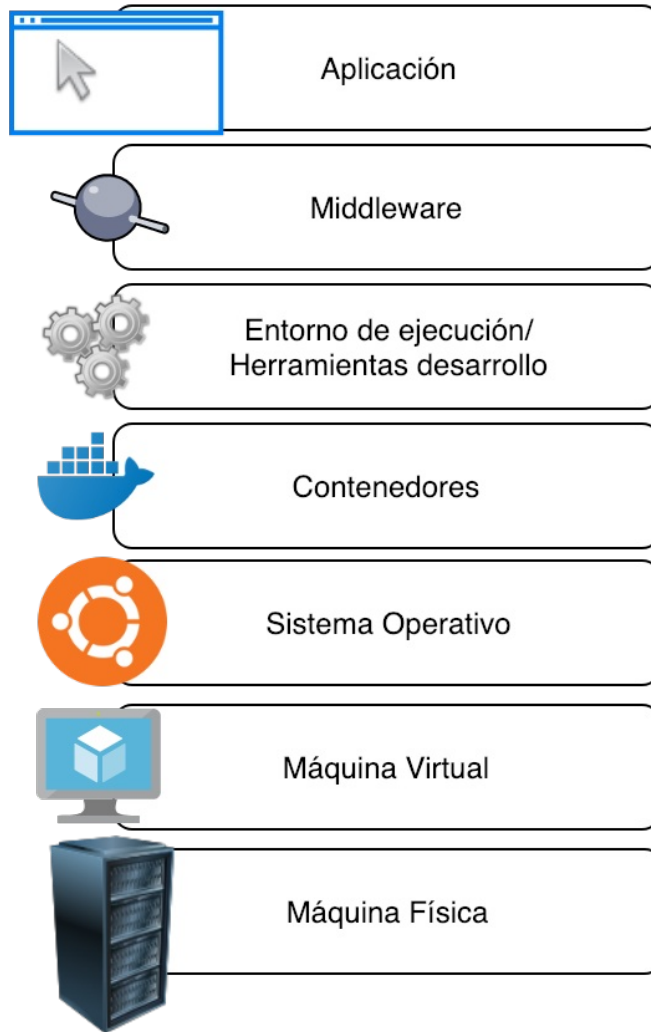 Aplicación
Middleware
Entorno de ejecución/
Herramientas desarrollo
Contenedores
Sistema Operativo
Máquina Virtual
Máquina Física